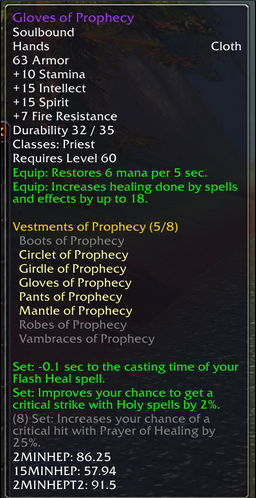 Gloves of Prophecy
Soulbound
Hands Cloth
63 Armor
+10 Stamina
+15 Intellect
+15 Spirit
+7 Fire Resistance
Durability 32 / 35
Classes: Priest
Requires Level 60
Equip: Restores 6 mana per 5 sec.
Equip: Increases healing done by spells
and effects by up to 18.
Vestments of Prophecy (5/8)
Boots of Prophecy
Circlet of Prophecy
Girdle of Prophecy
Gloves of Prophecy
Pants of Prophecy
Mantle of Prophecy
Robes of Prophecy
Vambraces of Prophecy
Set: -0.1 sec to the casting time of your
Flash Heal spell.
Set: Improves your chance to get a
critical strike with Holy spells by 2%.
(8) Set: Increases your chance of a
critical hit with Prayer of Healing by
25%.
2MINHEP: 86.25
15MINHEP: 57.94
2MINHEPT2: 91.5